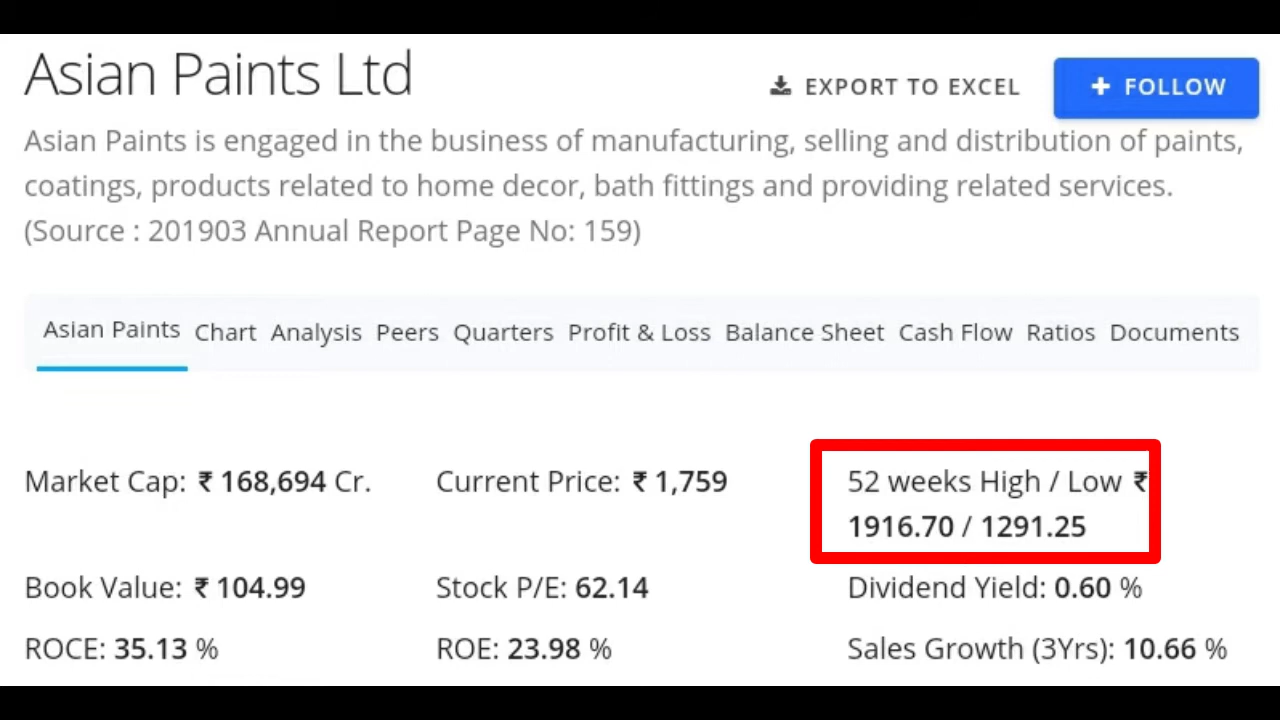 Asian Paints Ltd
EXPORT TO EXCEL
+ FOLLOW
Asian Paints is engaged in the business of manufacturing, selling and distribution of paints,
coatings, products related to home decor, bath fittings and providing related services.
(Source : 201903 Annual Report Page No: 159)
Asian Paints Chart Analysis Peers Quarters Profit & Loss Balance Sheet Cash Flow Ratios Documents
Market Cap: ₹ 168,694 Cr.
Current Price: ₹ 1,759
52 weeks High / Low ₹
1916.70 / 1291.25
Book Value: ₹ 104.99
Stock P/E: 62.14
Dividend Yield: 0.60 %
ROCE: 35.13 %
ROE: 23.98 %
Sales Growth (3Yrs): 10.66 %